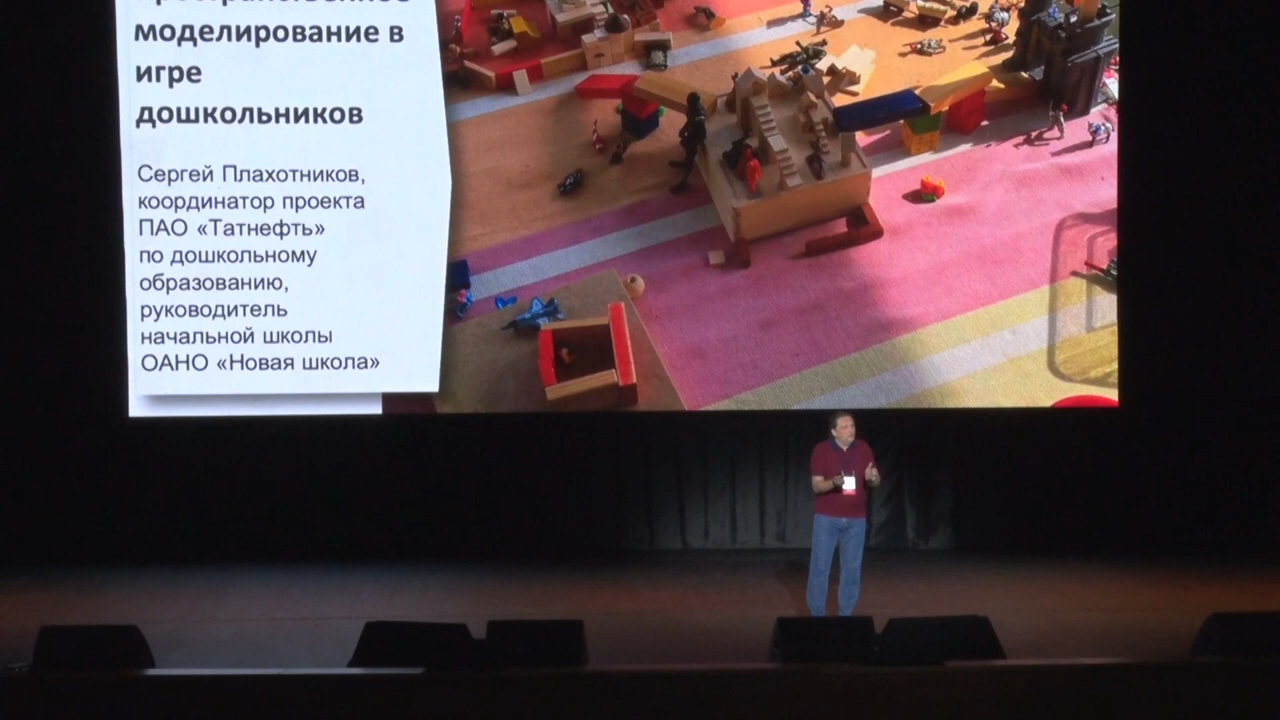 моделирование в
игре
дошкольников
Сергей Плахотников,
координатор проекта
ПАО «Татнефть»
по дошкольному
образованию,
руководитель
начальной школы
ОАНО «Новая школа»